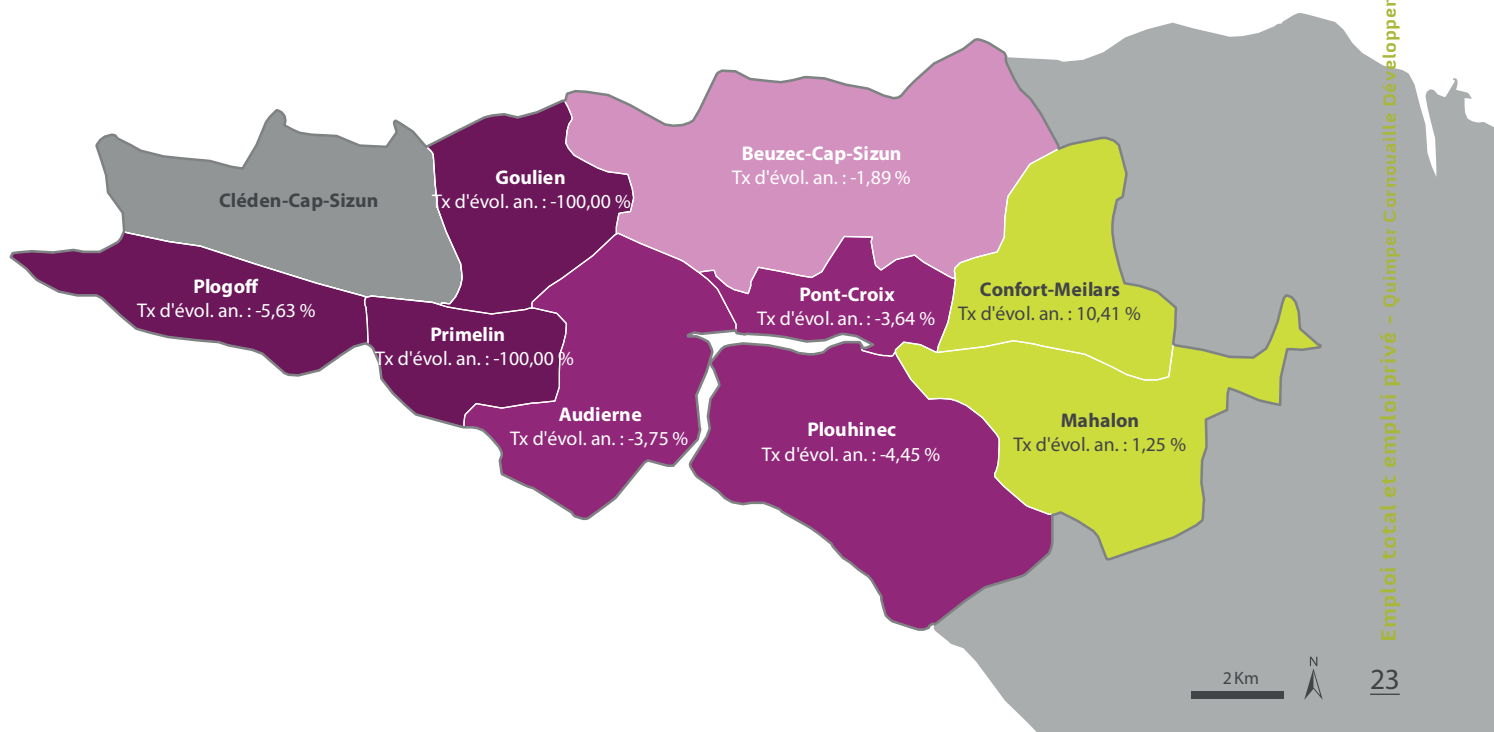 Cléden-Cap-Sizun
Goulien
Tx d'évol. an. : -100,00 %
Beuzec-Cap-Sizun
Tx d'évol. an. : -1,89 %
Plogoff
Tx d'évol. an. : -5,63 %
Primelin
Tx d'évol. an. : -100,00 %
Pont-Croix
Tx d'évol. an. : -3,64 %
Confort-Meilars
Tx d'évol. an. : 10,41 %
Audierne
Tx d'évol. an. : -3,75 %
Plouhinec
Tx d'évol. an. : -4,45 %
Mahalon
Tx d'évol. an. : 1,25 %
2 Km
N
23
Emploi total et emploi privé - Quimper Cornouaille Développer